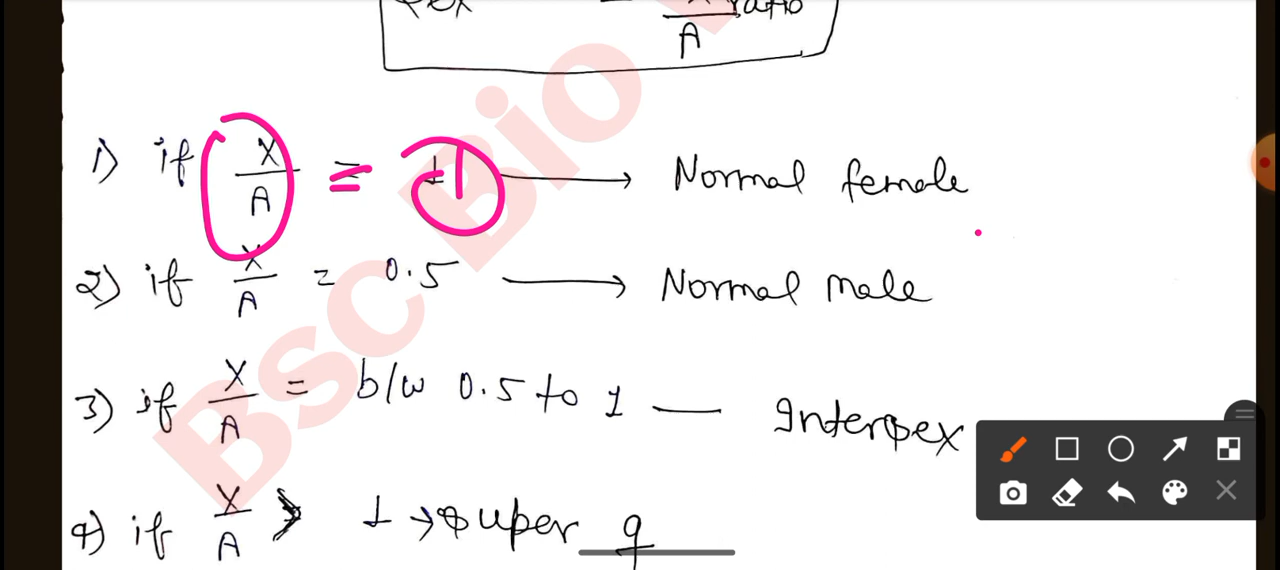 = X/A ratio
1) if X/A = 1 → Normal female
2) if X/A = 0.5 → Normal male
3) if X/A = b/w 0.5 to 1 — Intersex
4) if X/A > 1 → super ♀
Bsc Bio